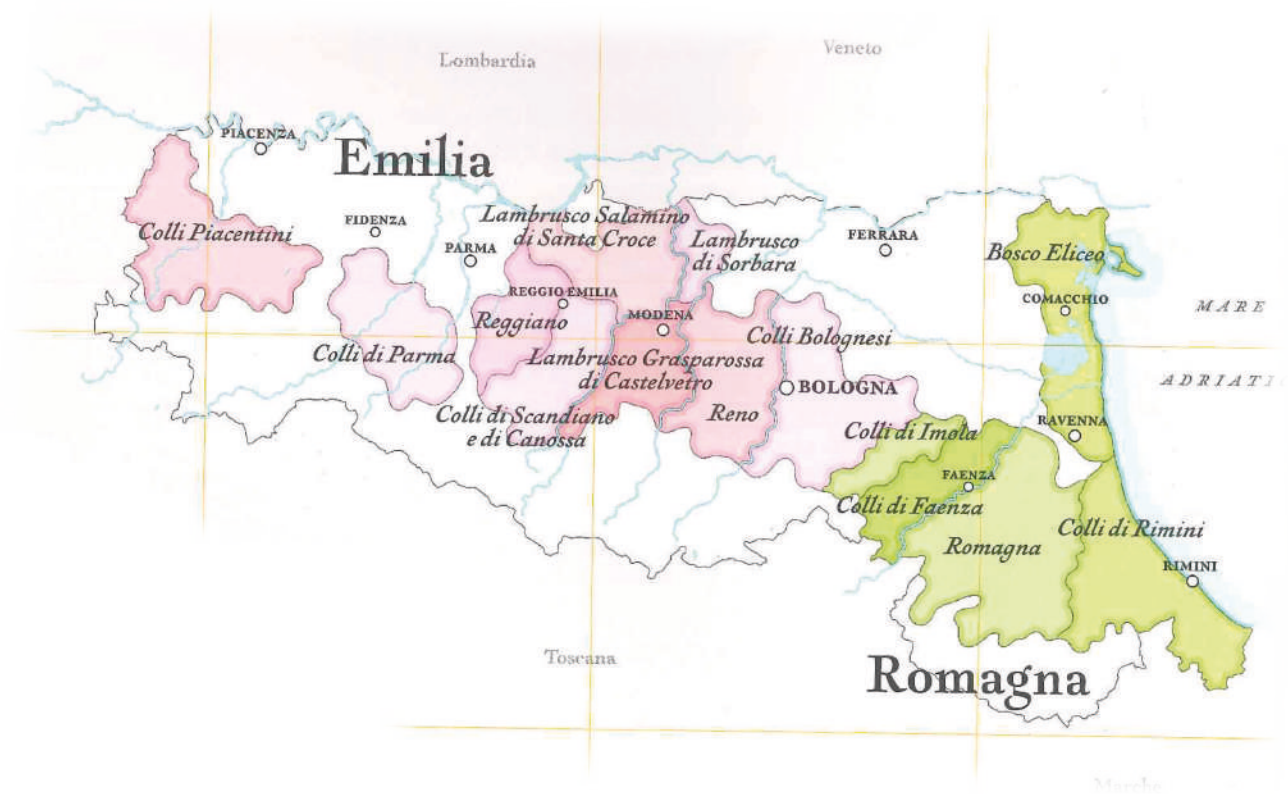 Lombardia
Veneto
PIACENZA
Emilia
Colli Piacentini
FIDENZA
PARMA
Lambrusco Salamino
di Santa Croce
Lambrusco
di Sorbara
FERRARA
Bosco Eliceo
REGGIO EMILIA
Reggiano
MODENA
COMACCHIO
MARE
Colli di Parma
Lambrusco Grasparossa
di Castelvetro
Colli Bolognesi
BOLOGNA
ADRIATI
Colli di Scandiano
e di Canossa
Reno
Colli di Imola
RAVENNA
FAENZA
Colli di Faenza
Romagna
Colli di Rimini
RIMINI
Toscana
Romagna
Marche